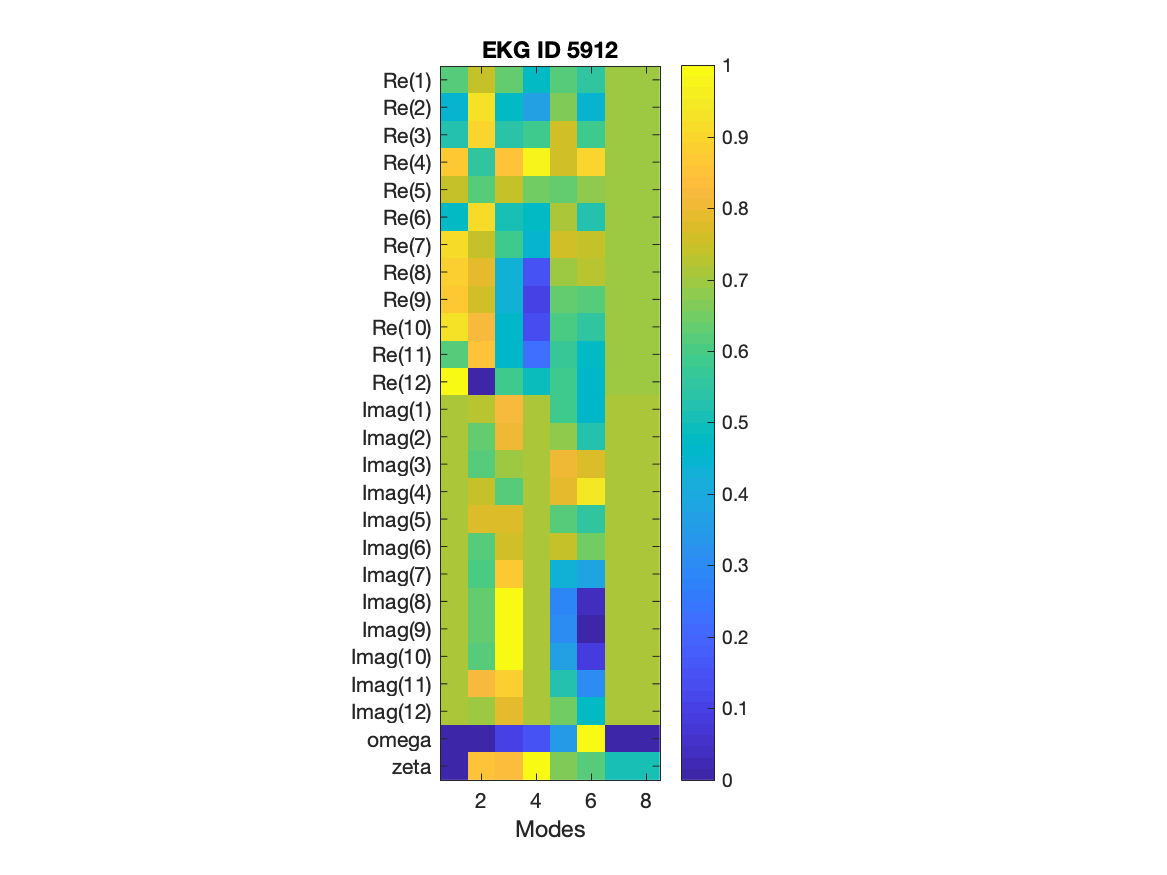 EKG ID 5912
Re(1)
Re(2)
Re(3)
Re(4)
Re(5)
Re(6)
Re(7)
Re(8)
Re(9)
Re(10)
Re(11)
Re(12)
Imag(1)
Imag(2)
Imag(3)
Imag(4)
Imag(5)
Imag(6)
Imag(7)
Imag(8)
Imag(9)
Imag(10)
Imag(11)
Imag(12)
omega
zeta
2 4 6 8
Modes
1
0.9
0.8
0.7
0.6
0.5
0.4
0.3
0.2
0.1
0